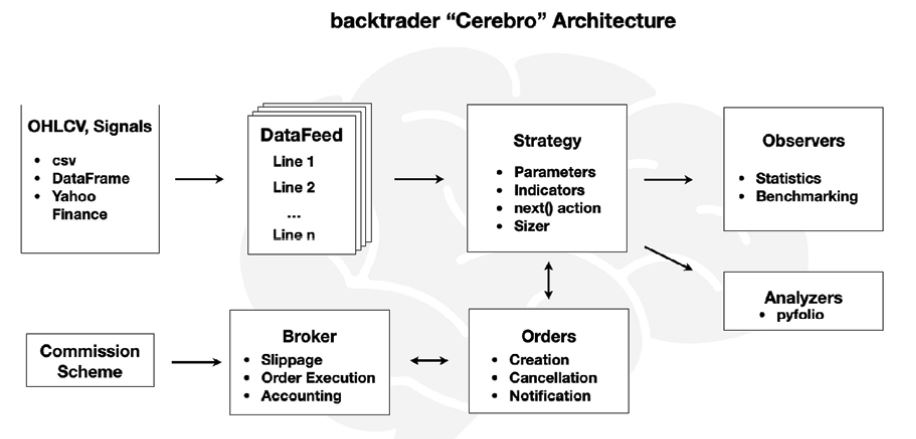 backtrader “Cerebro” Architecture
OHLCV, Signals
• csv
• DataFrame
• Yahoo
Finance
DataFeed
Line 1
Line 2
...
Line n
Strategy
• Parameters
• Indicators
• next() action
• Sizer
Observers
• Statistics
• Benchmarking
Analyzers
• pyfolio
Commission
Scheme
Broker
• Slippage
• Order Execution
• Accounting
Orders
• Creation
• Cancellation
• Notification